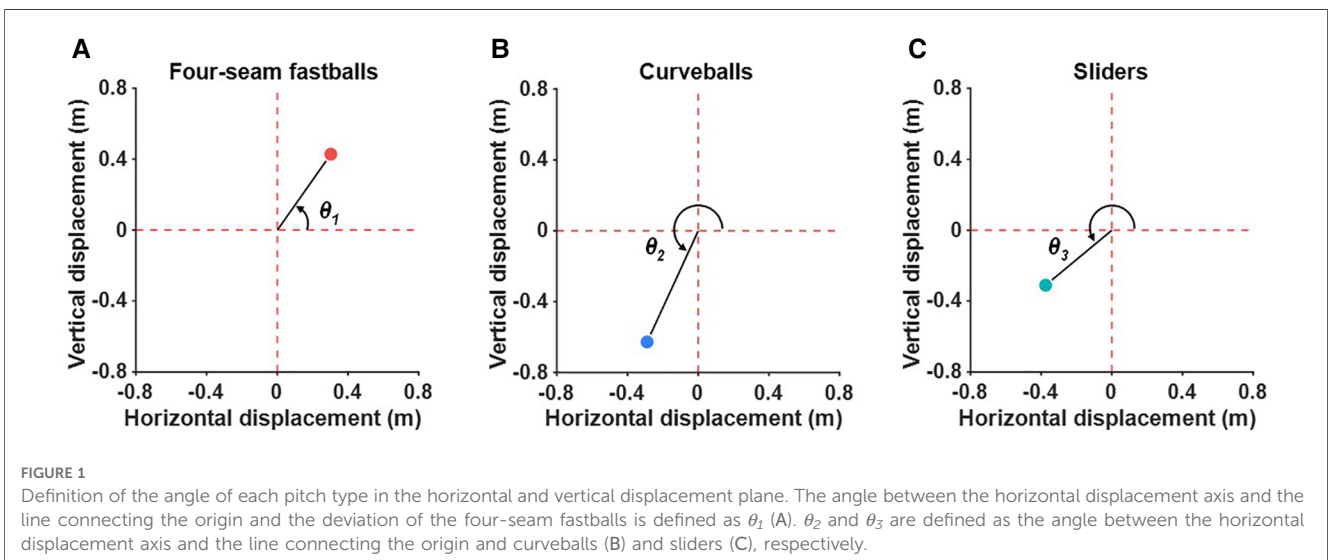 A
Four-seam fastballs
Vertical displacement (m)
0.8
0.4
0
-0.4
-0.8
θ1
-0.8 -0.4 0 0.4 0.8
Horizontal displacement (m)
B
Curveballs
Vertical displacement (m)
0.8
0.4
0
-0.4
-0.8
θ2
-0.8 -0.4 0 0.4 0.8
Horizontal displacement (m)
C
Sliders
Vertical displacement (m)
0.8
0.4
0
-0.4
-0.8
θ3
-0.8 -0.4 0 0.4 0.8
Horizontal displacement (m)
FIGURE 1
Definition of the angle of each pitch type in the horizontal and vertical displacement plane. The angle between the horizontal displacement axis and the
line connecting the origin and the deviation of the four-seam fastballs is defined as θ1 (A). θ2 and θ3 are defined as the angle between the horizontal
displacement axis and the line connecting the origin and curveballs (B) and sliders (C), respectively.